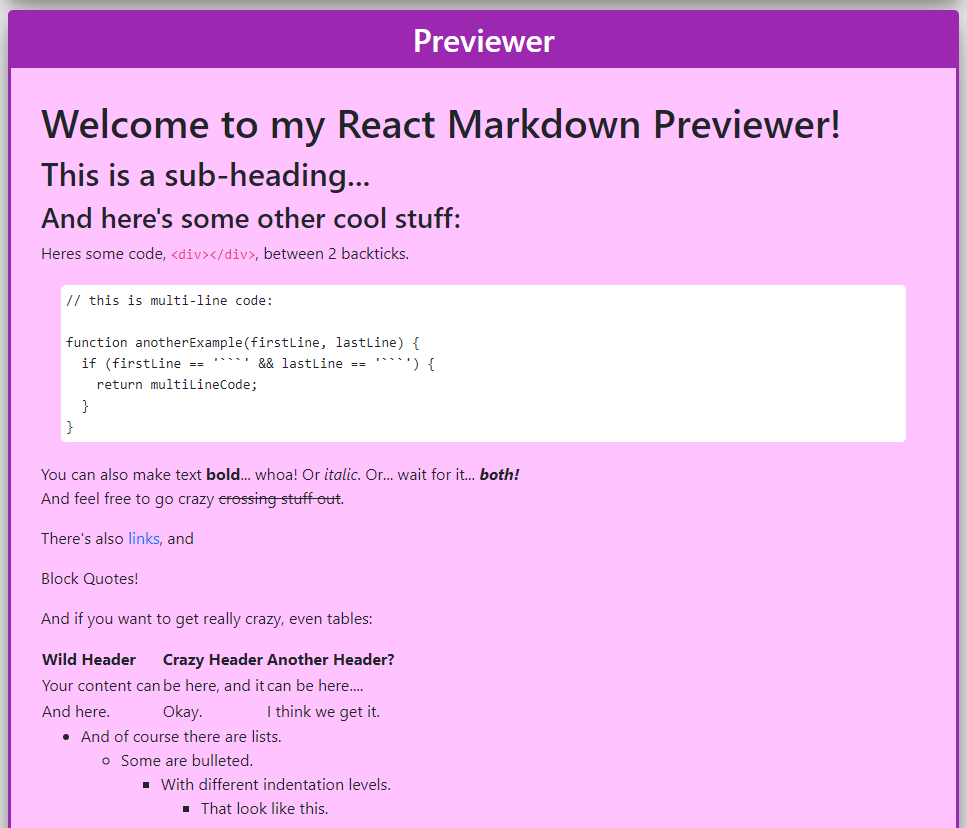 Previewer
Welcome to my React Markdown Previewer!
This is a sub-heading...
And here's some other cool stuff:
Heres some code, <div></div>, between 2 backticks.
// this is multi-line code:
function anotherExample(firstLine, lastLine) {
  if (firstLine == '```' && lastLine == '```') {
    return multiLineCode;
  }
}
You can also make text bold... whoa! Or italic. Or... wait for it... both!
And feel free to go crazy crossing stuff out.
There's also links, and
Block Quotes!
And if you want to get really crazy, even tables:
Wild Header Crazy Header Another Header?
Your content can be here, and it can be here....
And here. Okay. I think we get it.
And of course there are lists.
Some are bulleted.
With different indentation levels.
That look like this.